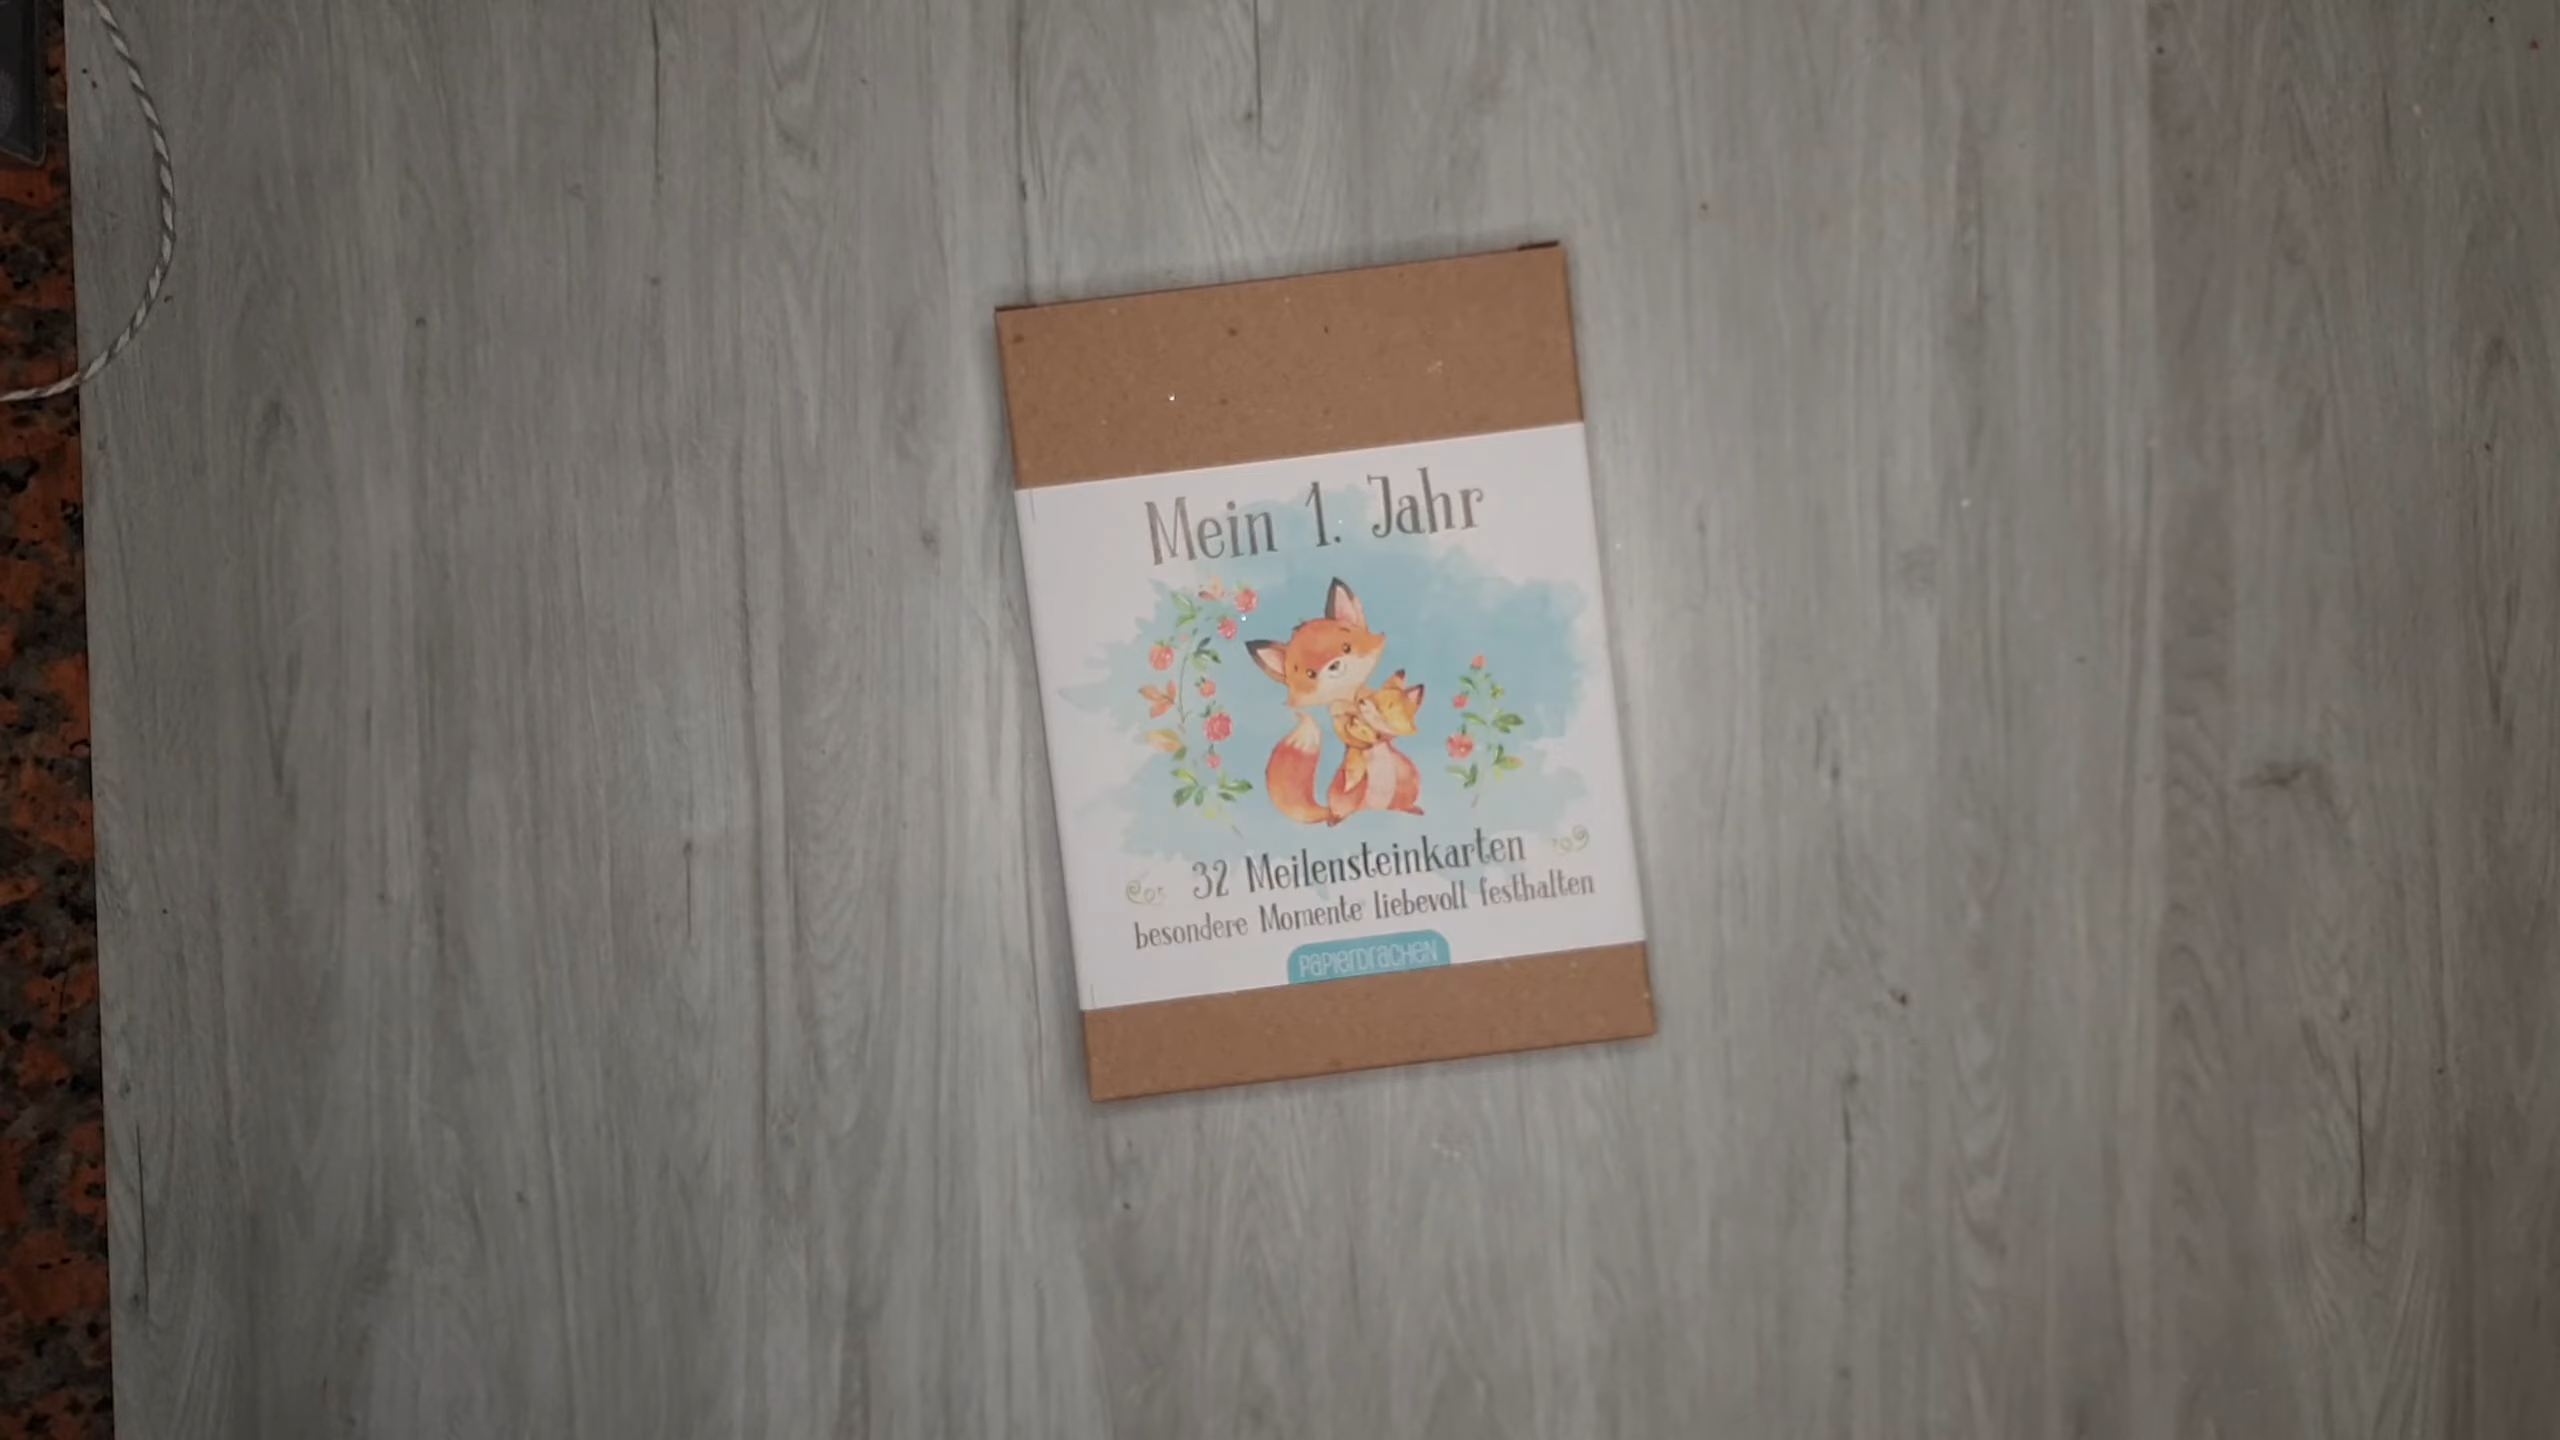 Mein 1. Jahr
32 Meilensteinkarten
besondere Momente liebevoll festhalten
PAPIERDRACHEN